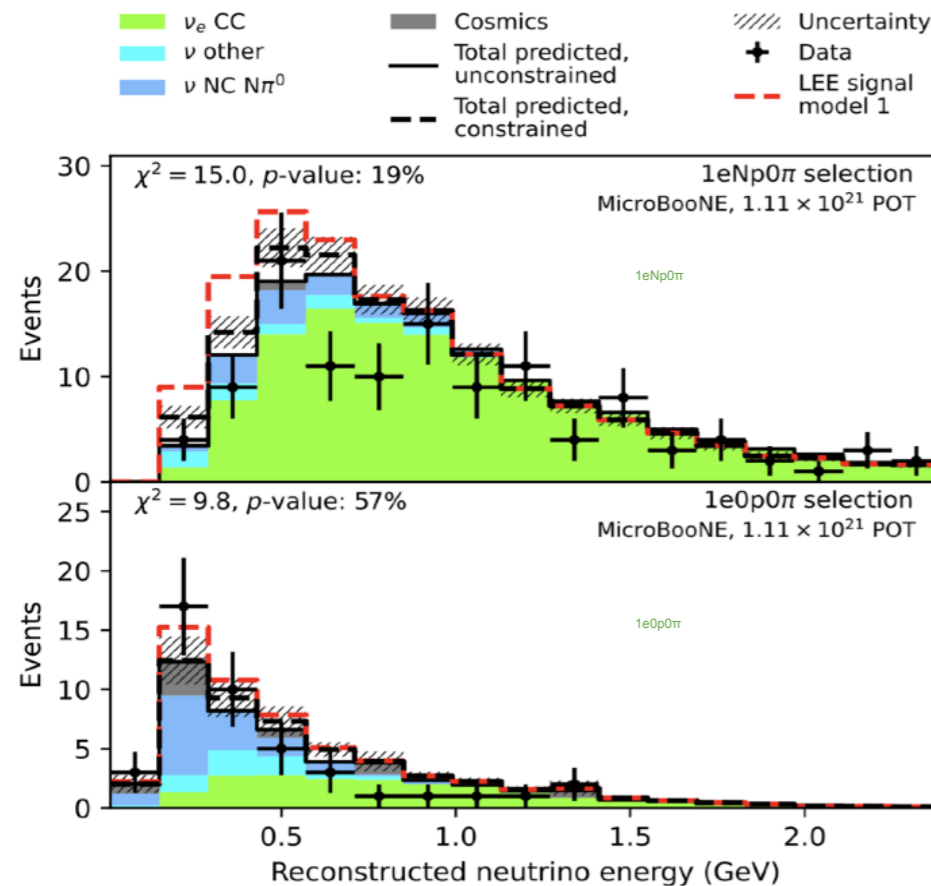 νₑ CC
ν other
ν NC Nπ⁰
Cosmics
Total predicted,
unconstrained
Total predicted,
constrained
Uncertainty
Data
LEE signal
model 1
30
20
10
0
Events
χ² = 15.0, p-value: 19%
1eNp0π selection
MicroBooNE, 1.11 × 10²¹ POT
1eNp0π
25
20
15
10
5
0
Events
χ² = 9.8, p-value: 57%
1e0p0π selection
MicroBooNE, 1.11 × 10²¹ POT
1e0p0π
0.5 1.0 1.5 2.0
Reconstructed neutrino energy (GeV)